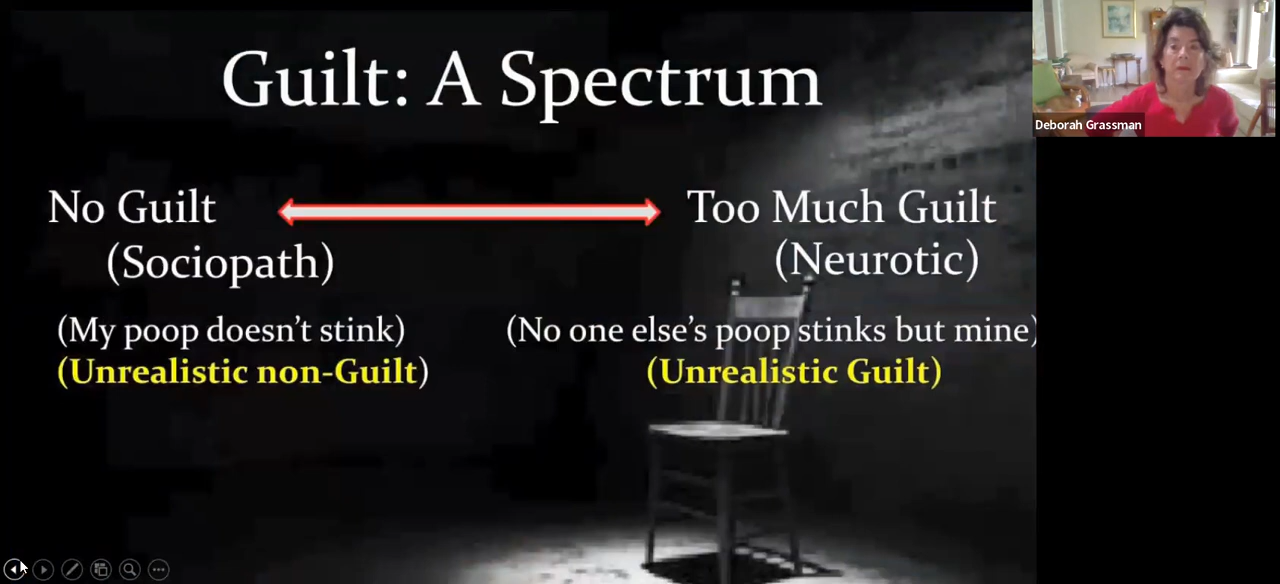 Guilt: A Spectrum
No Guilt
Too Much Guilt
(Sociopath)
(Neurotic)
(My poop doesn't stink)
(No one else's poop stinks but mine)
(Unrealistic non-Guilt)
(Unrealistic Guilt)
Deborah Grassman